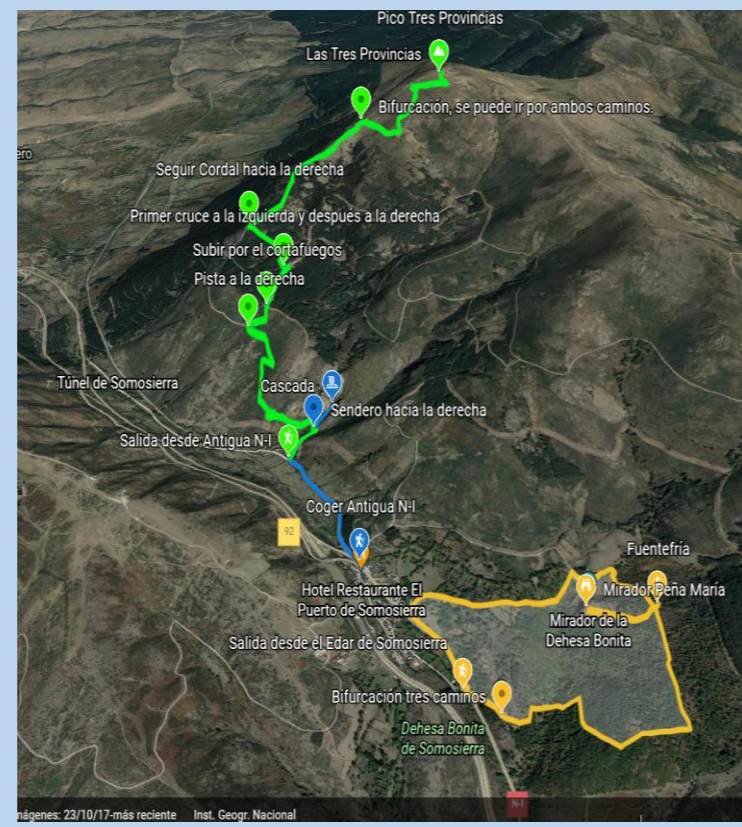 Pico Tres Provincias
Las Tres Provincias
Bifurcación, se puede ir por ambos caminos.
ero
Seguir Cordal hacia la derecha
Primer cruce a la izquierda y después a la derecha
Subir por el cortafuegos
Pista a la derecha
Túnel de Somosierra
Cascada
Sendero hacia la derecha
Salida desde Antigua N-I
Coger Antigua N-I
92
Fuentefría
Hotel Restaurante El
Puerto de Somosierra
Mirador Peña María
Mirador de la
Dehesa Bonita
Salida desde el Edar de Somosierra
Bifurcación tres caminos
Dehesa Bonita
de Somosierra
N-I
nágenes: 23/10/17-más reciente Inst. Geogr. Nacional